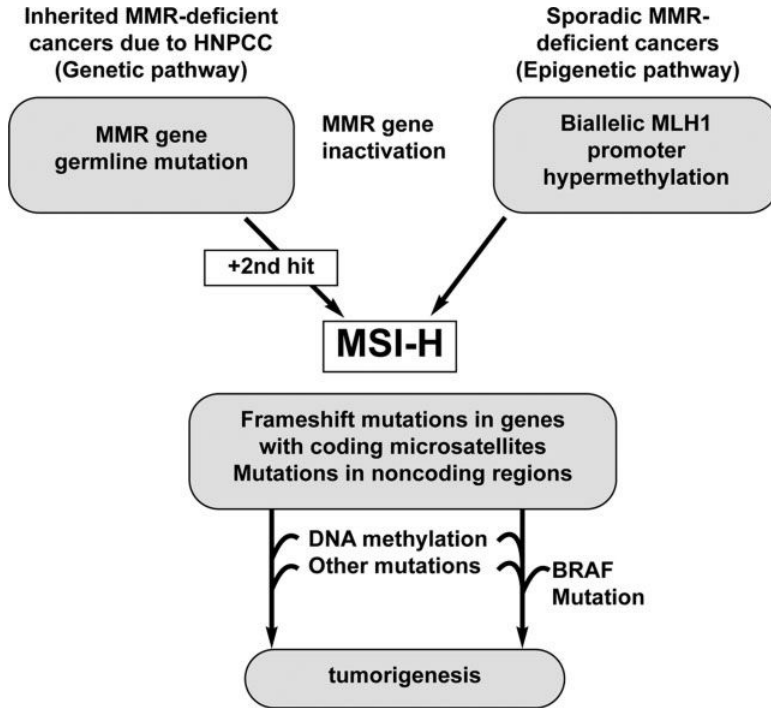 Inherited MMR-deficient
cancers due to HNPCC
(Genetic pathway)
Sporadic MMR-
deficient cancers
(Epigenetic pathway)
MMR gene
germline mutation
MMR gene
inactivation
Biallelic MLH1
promoter
hypermethylation
+2nd hit
MSI-H
Frameshift mutations in genes
with coding microsatellites
Mutations in noncoding regions
DNA methylation
Other mutations
BRAF
Mutation
tumorigenesis